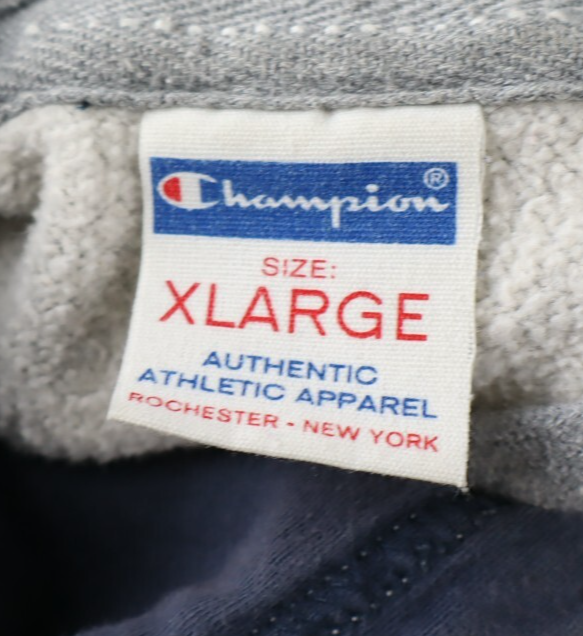 Champion®
SIZE:
XLARGE
AUTHENTIC
ATHLETIC APPAREL
ROCHESTER - NEW YORK